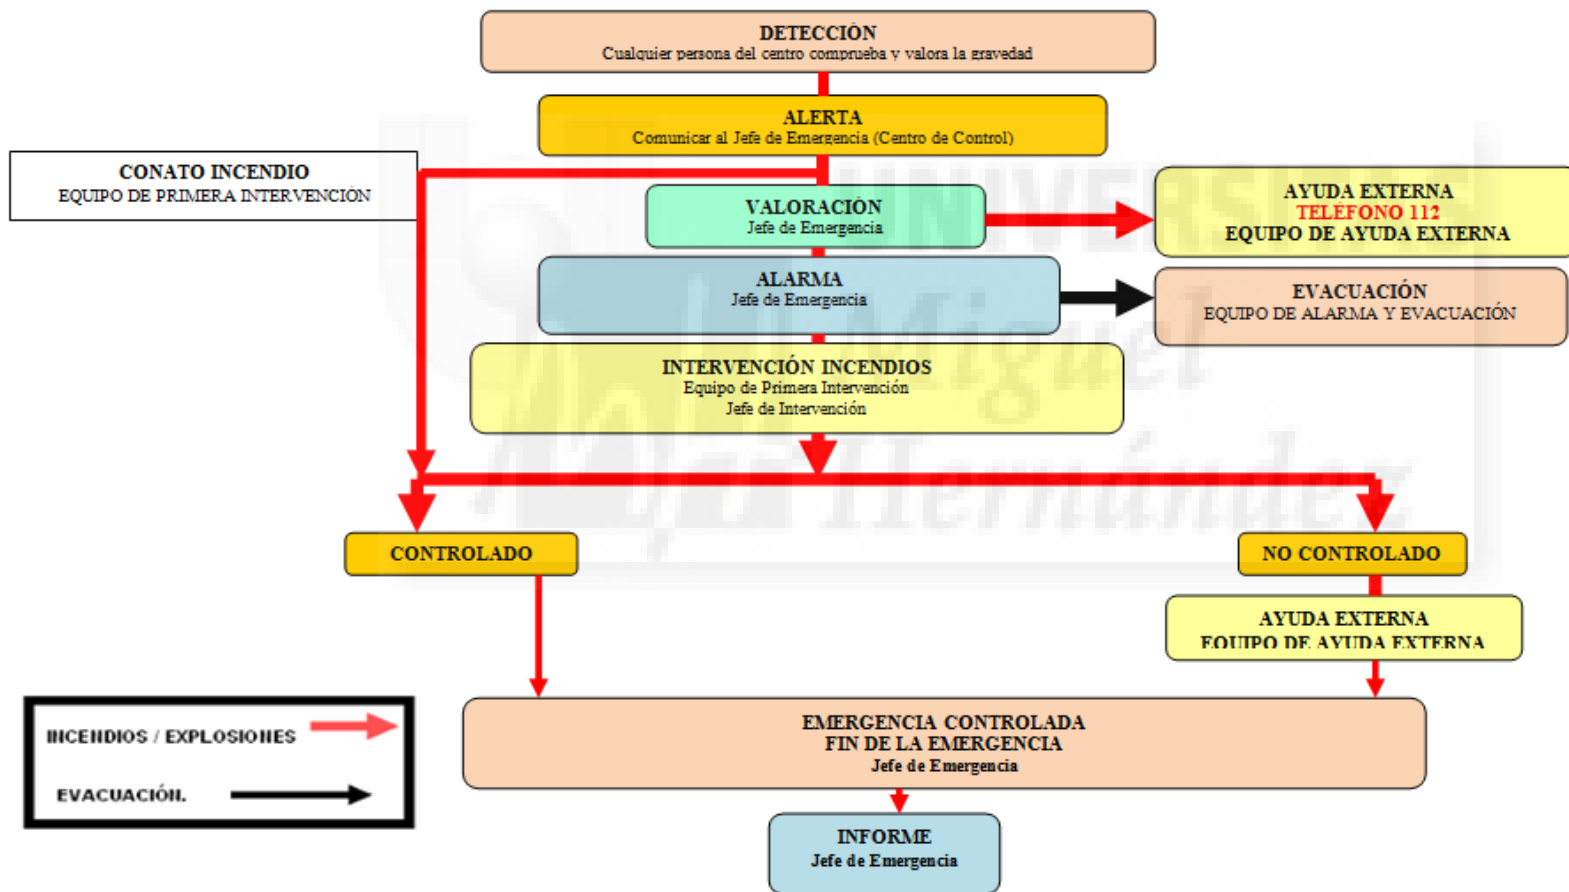 DETECCIÓN
Cualquier persona del centro comprueba y valora la gravedad
ALERTA
Comunicar al Jefe de Emergencia (Centro de Control)
CONATO INCENDIO
EQUIPO DE PRIMERA INTERVENCIÓN
VALORACIÓN
Jefe de Emergencia
AYUDA EXTERNA
TELÉFONO 112
EQUIPO DE AYUDA EXTERNA
ALARMA
Jefe de Emergencia
EVACUACIÓN
EQUIPO DE ALARMA Y EVACUACIÓN
INTERVENCIÓN INCENDIOS
Equipo de Primera Intervención
Jefe de Intervención
UNIVERSITAS
Miguel
Hernández
CONTROLADO
NO CONTROLADO
AYUDA EXTERNA
EQUIPO DE AYUDA EXTERNA
EMERGENCIA CONTROLADA
FIN DE LA EMERGENCIA
Jefe de Emergencia
INCENDIOS / EXPLOSIONES
EVACUACIÓN.
INFORME
Jefe de Emergencia